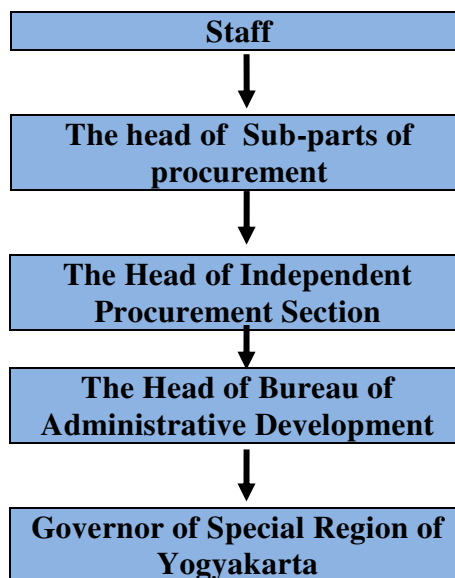 Staff
The head of  Sub-parts of
procurement
The Head of Independent
Procurement Section
The Head of Bureau of
Administrative Development
Governor of Special Region of
Yogyakarta